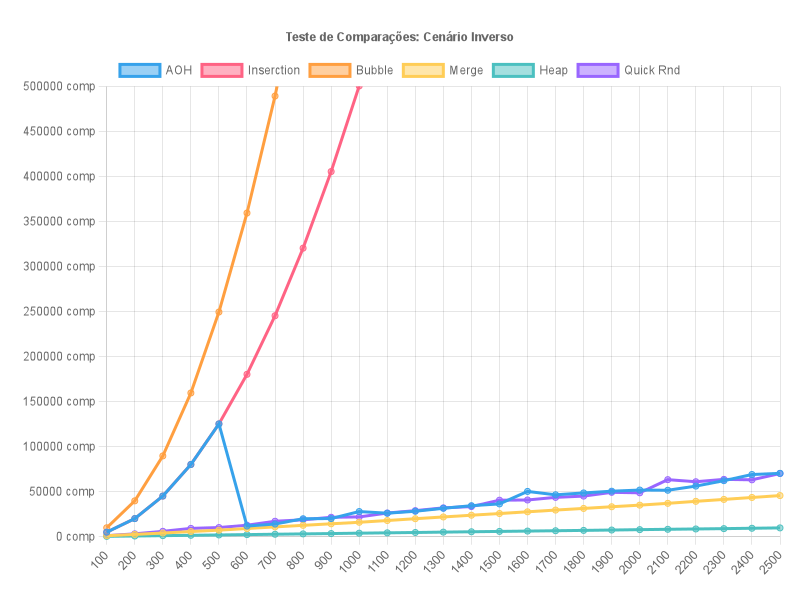 Teste de Comparações: Cenário Inverso
AOH Inserction Bubble Merge Heap Quick Rnd
500000 comp
450000 comp
400000 comp
350000 comp
300000 comp
250000 comp
200000 comp
150000 comp
100000 comp
50000 comp
0 comp
100 200 300 400 500 600 700 800 900 1000 1100 1200 1300 1400 1500 1600 1700 1800 1900 2000 2100 2200 2300 2400 2500